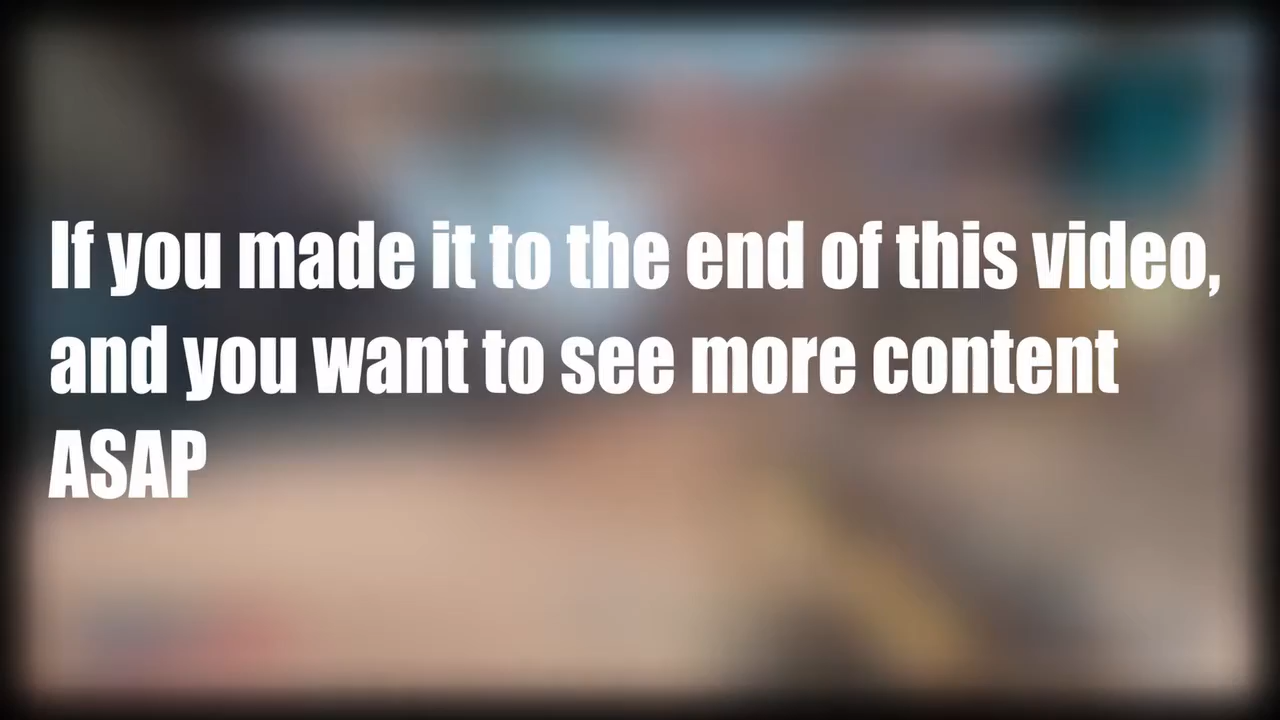 If you made it to the end of this video,
and you want to see more content
ASAP